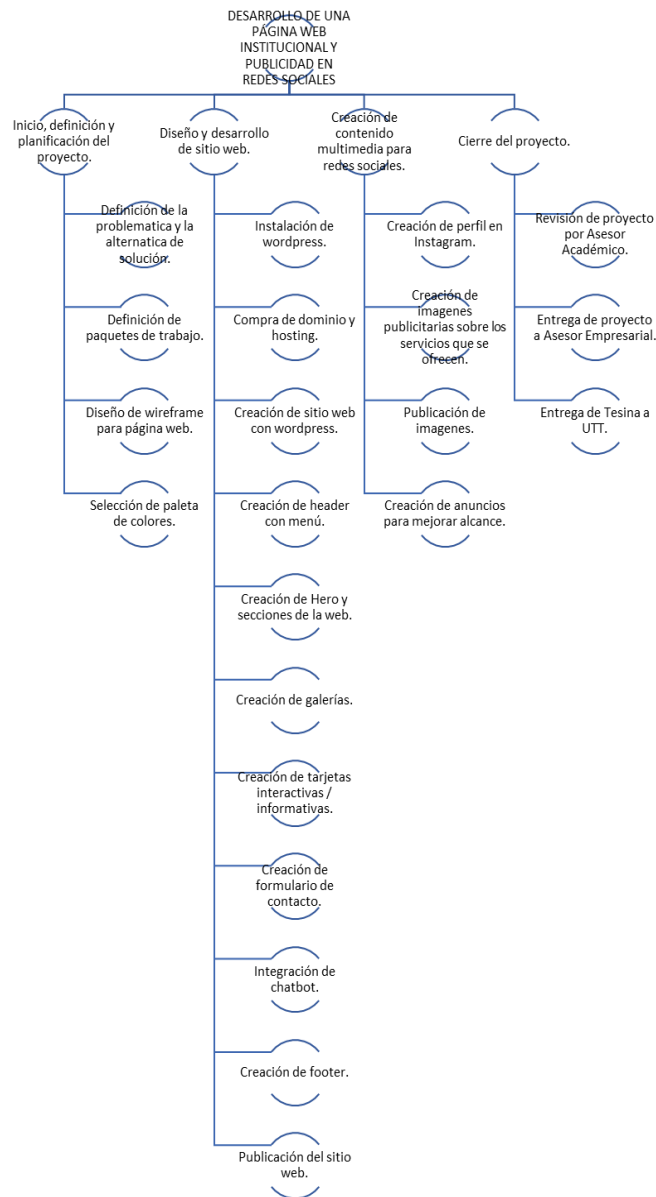 DESARROLLO DE UNA
PÁGINA WEB
INSTITUCIONAL Y
PUBLICIDAD EN
REDES SOCIALES
Inicio, definición y
planificación del
proyecto.
Definición de la
problematica y la
alternatica de
solución.
Definición de
paquetes de trabajo.
Diseño de wireframe
para página web.
Selección de paleta
de colores.
Diseño y desarrollo
de sitio web.
Instalación de
wordpress.
Compra de dominio y
hosting.
Creación de sitio web
con wordpress.
Creación de header
con menú.
Creación de Hero y
secciones de la web.
Creación de galerías.
Creación de tarjetas
interactivas /
informativas.
Creación de
formulario de
contacto.
Integración de
chatbot.
Creación de footer.
Publicación del sitio
web.
Creación de
contenido
multimedia para
redes sociales.
Creación de perfil en
Instagram.
Creación de
imagenes
publicitarias sobre los
servicios que se
ofrecen.
Publicación de
imagenes.
Creación de anuncios
para mejorar alcance.
Cierre del proyecto.
Revisión de proyecto
por Asesor
Académico.
Entrega de proyecto
a Asesor Empresarial.
Entrega de Tesina a
UTT.